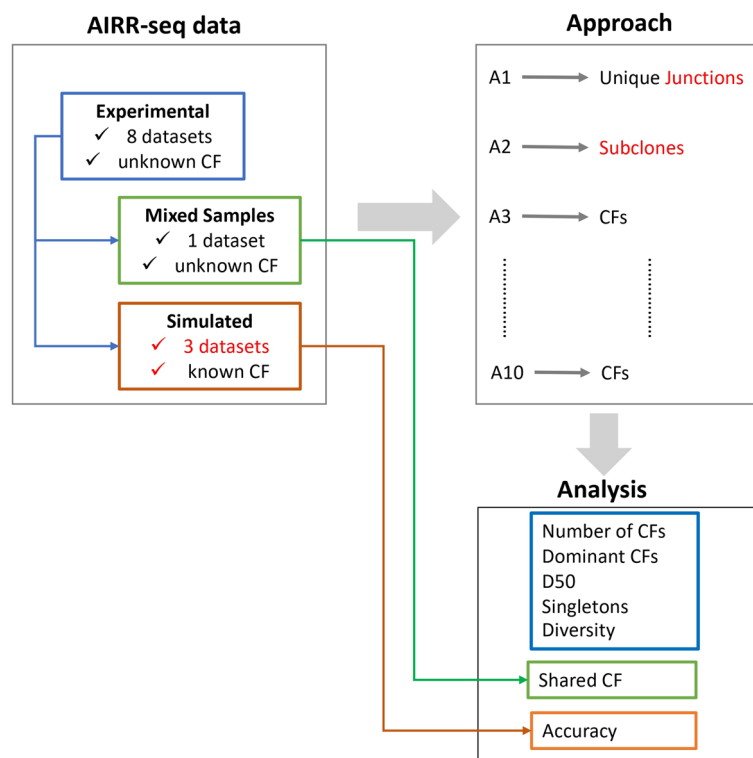 AIRR-seq data
Experimental
✓ 8 datasets
✓ unknown CF
Mixed Samples
✓ 1 dataset
✓ unknown CF
Simulated
✓ 3 datasets
✓ known CF
Approach
A1 Unique Junctions
A2 Subclones
A3 CFs
A10 CFs
Analysis
Number of CFs
Dominant CFs
D50
Singletons
Diversity
Shared CF
Accuracy